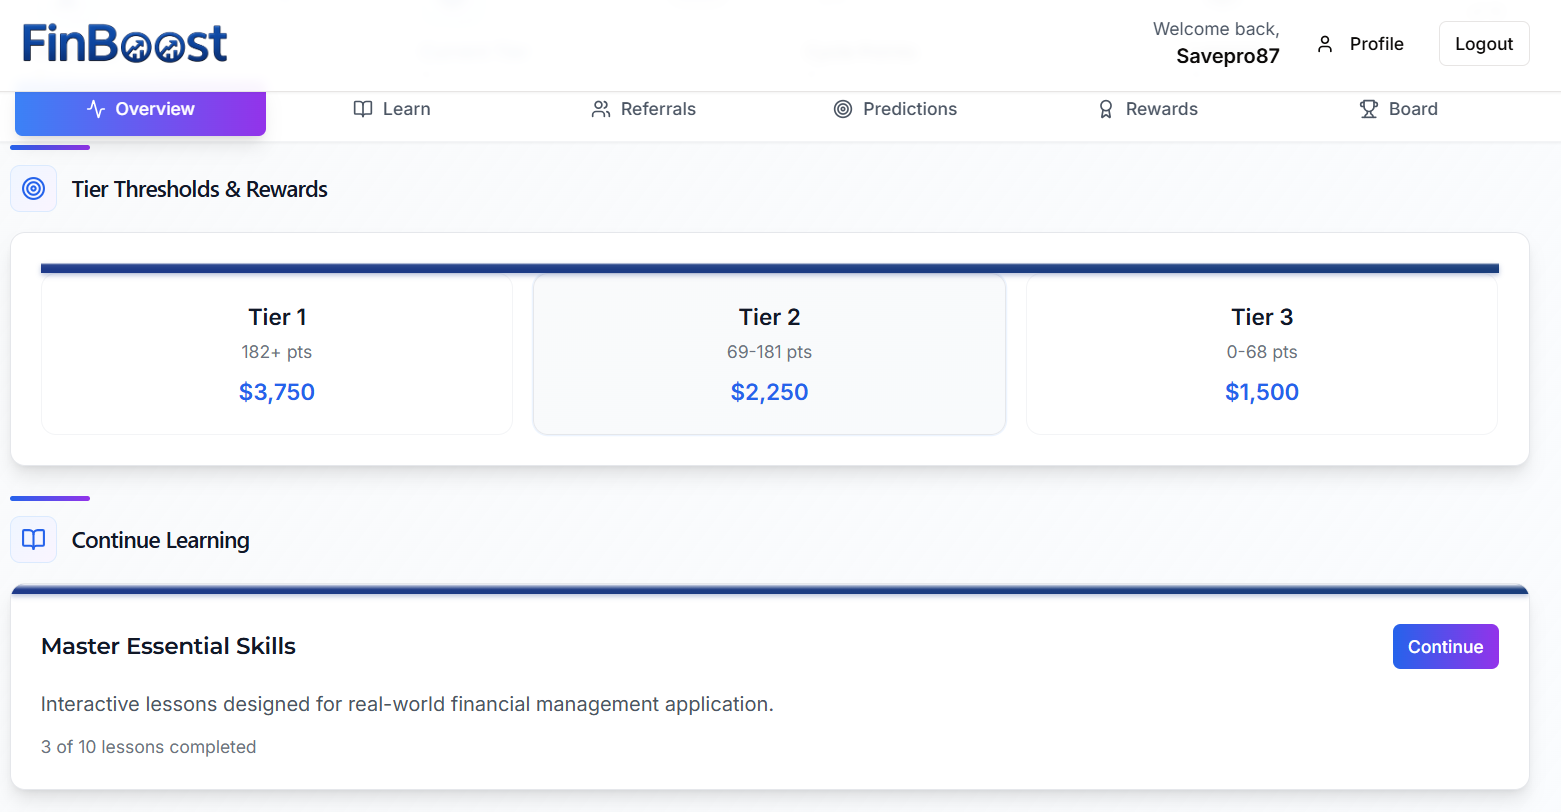 FinBoost
Welcome back,
Savepro87
Profile
Logout
Overview
Learn
Referrals
Predictions
Rewards
Board
Tier Thresholds & Rewards
Tier 1
182+ pts
$3,750
Tier 2
69-181 pts
$2,250
Tier 3
0-68 pts
$1,500
Continue Learning
Master Essential Skills
Continue
Interactive lessons designed for real-world financial management application.
3 of 10 lessons completed